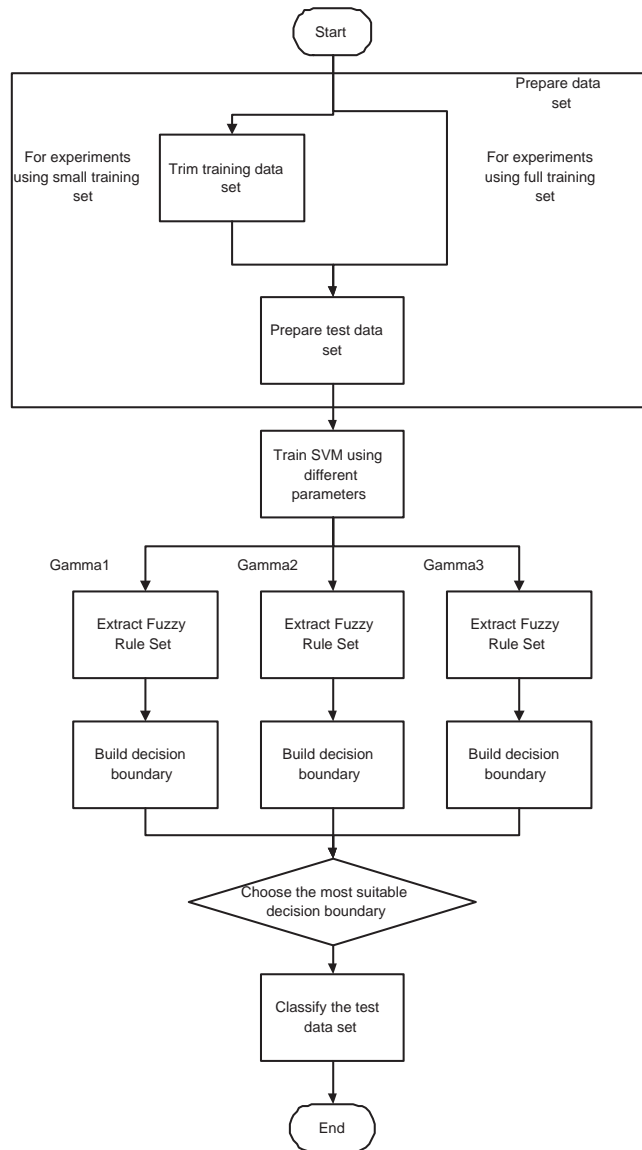 Start
Prepare data
set
For experiments
using small training
set
Trim training data
set
For experiments
using full training
set
Prepare test data
set
Train SVM using
different
parameters
Gamma1
Gamma2
Gamma3
Extract Fuzzy
Rule Set
Extract Fuzzy
Rule Set
Extract Fuzzy
Rule Set
Build decision
boundary
Build decision
boundary
Build decision
boundary
Choose the most suitable
decision boundary
Classify the test
data set
End